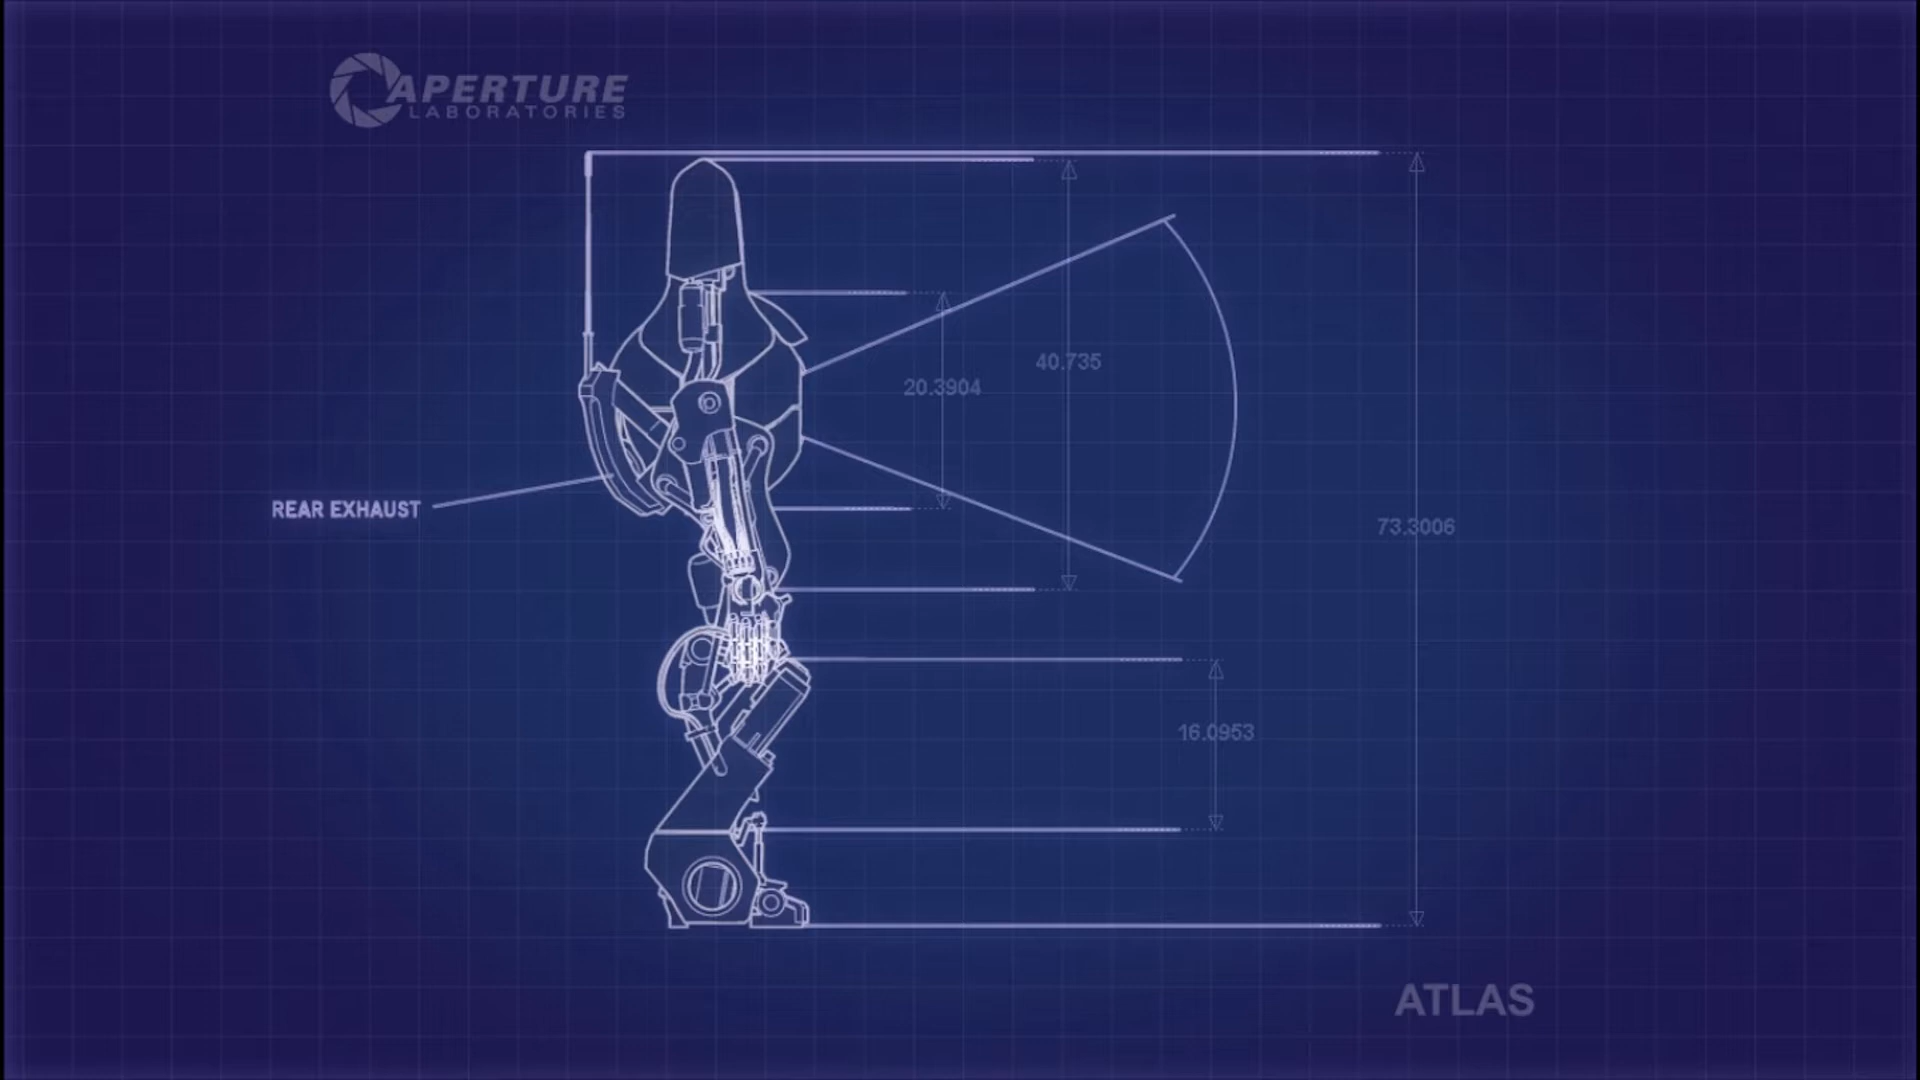 APERTURE
LABORATORIES
40.735
20.3904
REAR EXHAUST
73.3006
16.0953
ATLAS